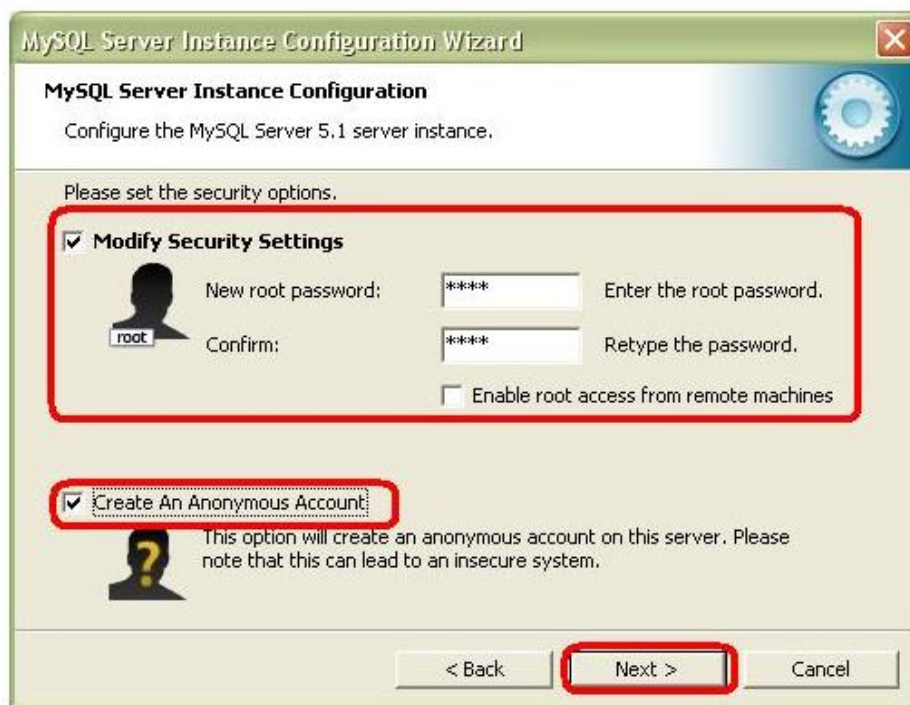 MySQL Server Instance Configuration Wizard
MySQL Server Instance Configuration
Configure the MySQL Server 5.1 server instance.
Please set the security options.
Modify Security Settings
New root password: **** Enter the root password.
root
Confirm: **** Retype the password.
Enable root access from remote machines
Create An Anonymous Account
?
This option will create an anonymous account on this server. Please
note that this can lead to an insecure system.
< Back Next > Cancel